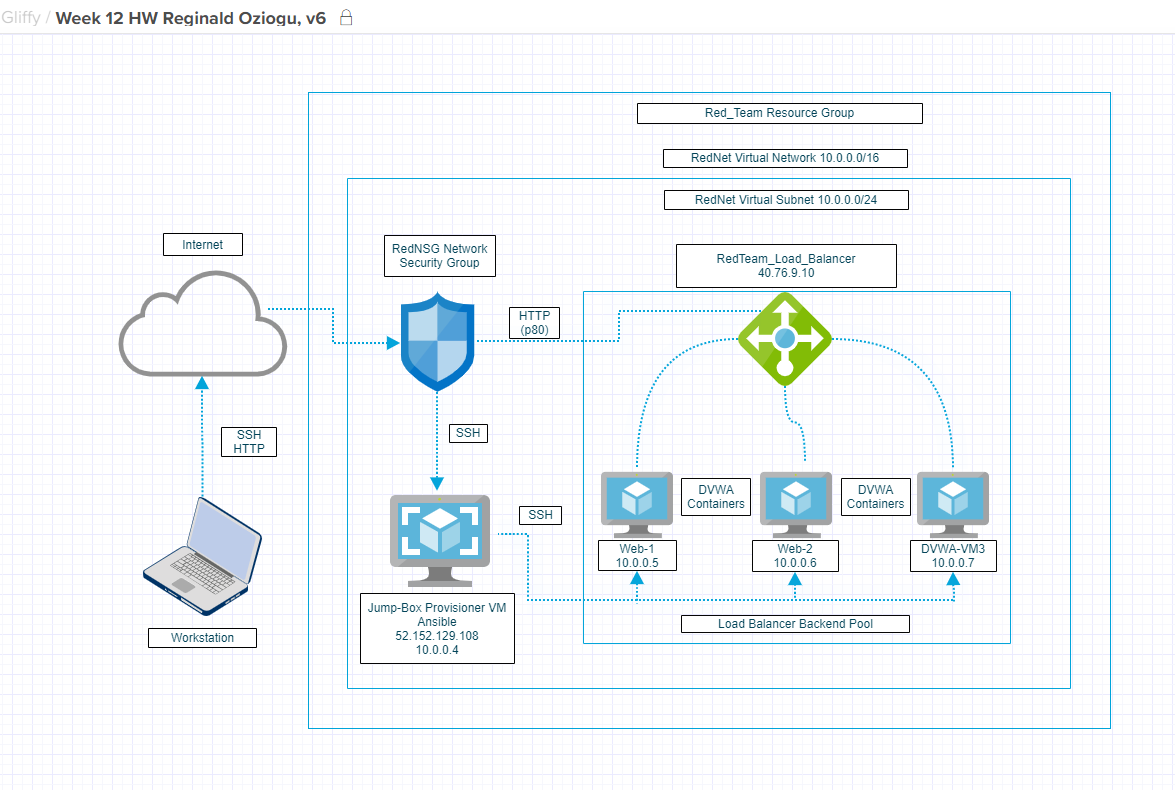 Gliffy / Week 12 HW Reginald Oziogu, v6
Red_Team Resource Group
RedNet Virtual Network 10.0.0.0/16
RedNet Virtual Subnet 10.0.0.0/24
Internet
RedNSG Network
Security Group
RedTeam_Load_Balancer
40.76.9.10
HTTP
(p80)
SSH
HTTP
SSH
SSH
DVWA
Containers
DVWA
Containers
Web-1
10.0.0.5
Web-2
10.0.0.6
DVWA-VM3
10.0.0.7
Jump-Box Provisioner VM
Ansible
52.152.129.108
10.0.0.4
Load Balancer Backend Pool
Workstation